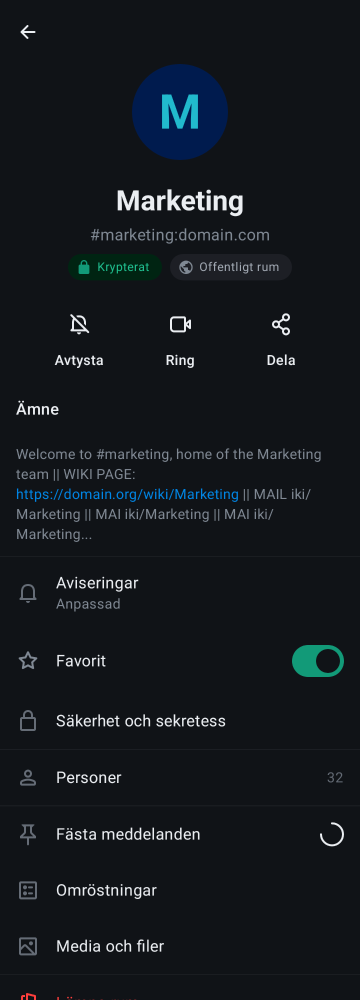 M
Marketing
#marketing:domain.com
Krypterat
Offentligt rum
Avtysta
Ring
Dela
Ämne
Welcome to #marketing, home of the Marketing
team || WIKI PAGE:
https://domain.org/wiki/Marketing || MAIL iki/
Marketing || MAI iki/Marketing || MAI iki/
Marketing...
Aviseringar
Anpassad
Favorit
Säkerhet och sekretess
Personer 32
Fästa meddelanden
Omröstningar
Media och filer